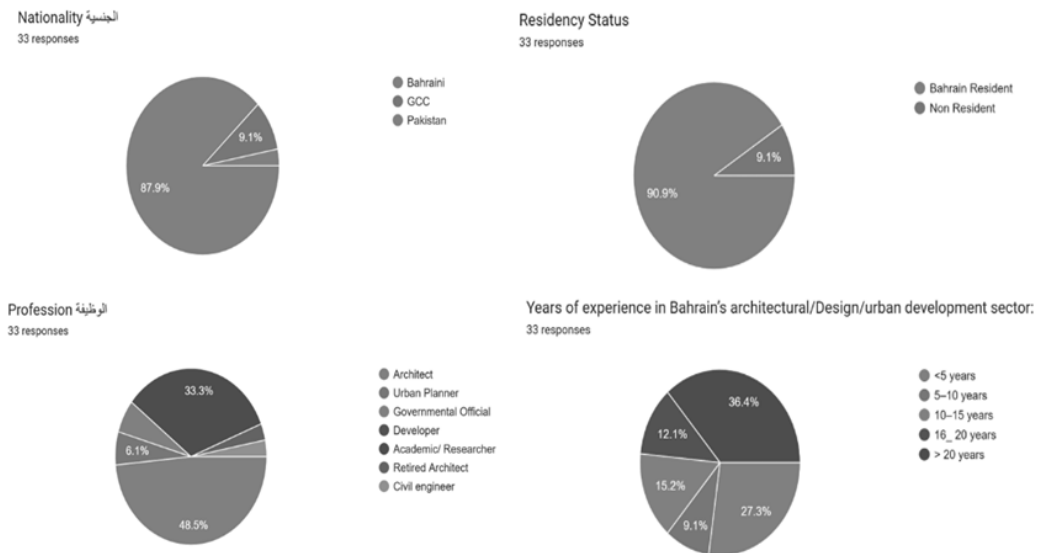 Nationality الجنسية
33 responses
Bahraini
GCC
Pakistan
9.1%
87.9%
Residency Status
33 responses
Bahrain Resident
Non Resident
9.1%
90.9%
Profession الوظيفة
33 responses
33.3%
6.1%
48.5%
Architect
Urban Planner
Governmental Official
Developer
Academic/ Researcher
Retired Architect
Civil engineer
Years of experience in Bahrain's architectural/Design/urban development sector:
33 responses
36.4%
12.1%
15.2%
9.1%
27.3%
<5 years
5–10 years
10–15 years
16_ 20 years
> 20 years